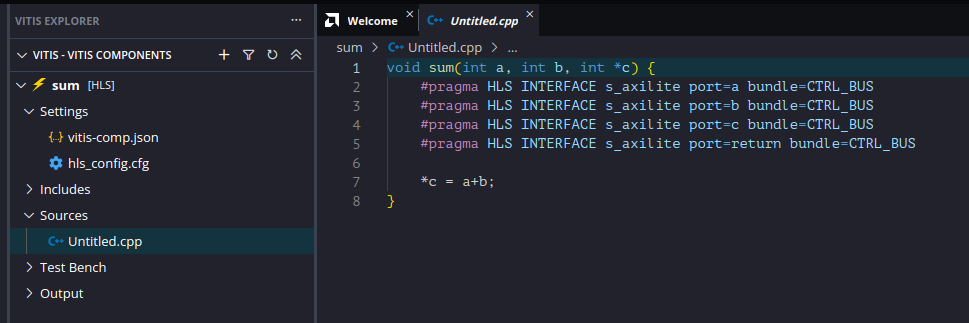 VITIS EXPLORER
VITIS - VITIS COMPONENTS
sum [HLS]
Settings
vitis-comp.json
hls_config.cfg
Includes
Sources
Untitled.cpp
Test Bench
Output
Welcome × Untitled.cpp ×
sum > Untitled.cpp > ...
1 void sum(int a, int b, int *c) {
2     #pragma HLS INTERFACE s_axilite port=a bundle=CTRL_BUS
3     #pragma HLS INTERFACE s_axilite port=b bundle=CTRL_BUS
4     #pragma HLS INTERFACE s_axilite port=c bundle=CTRL_BUS
5     #pragma HLS INTERFACE s_axilite port=return bundle=CTRL_BUS
6
7     *c = a+b;
8 }